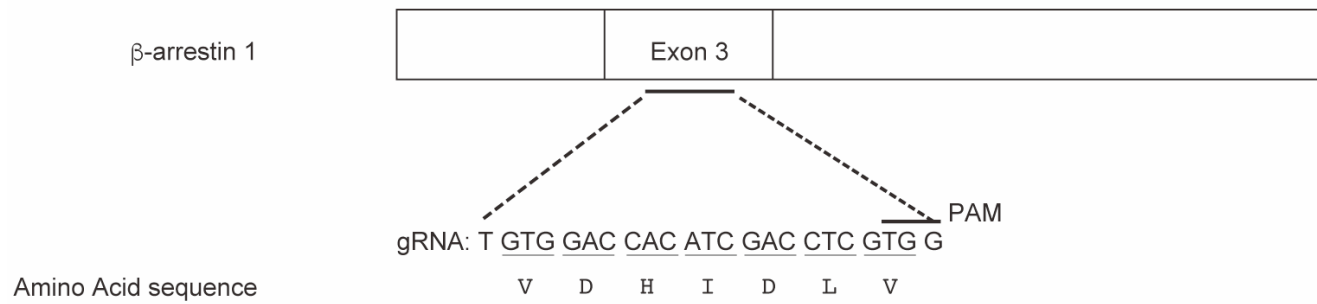 β-arrestin 1 Exon 3
PAM
gRNA: T GTG GAC CAC ATC GAC CTC GTG G
Amino Acid sequence V D H I D L V